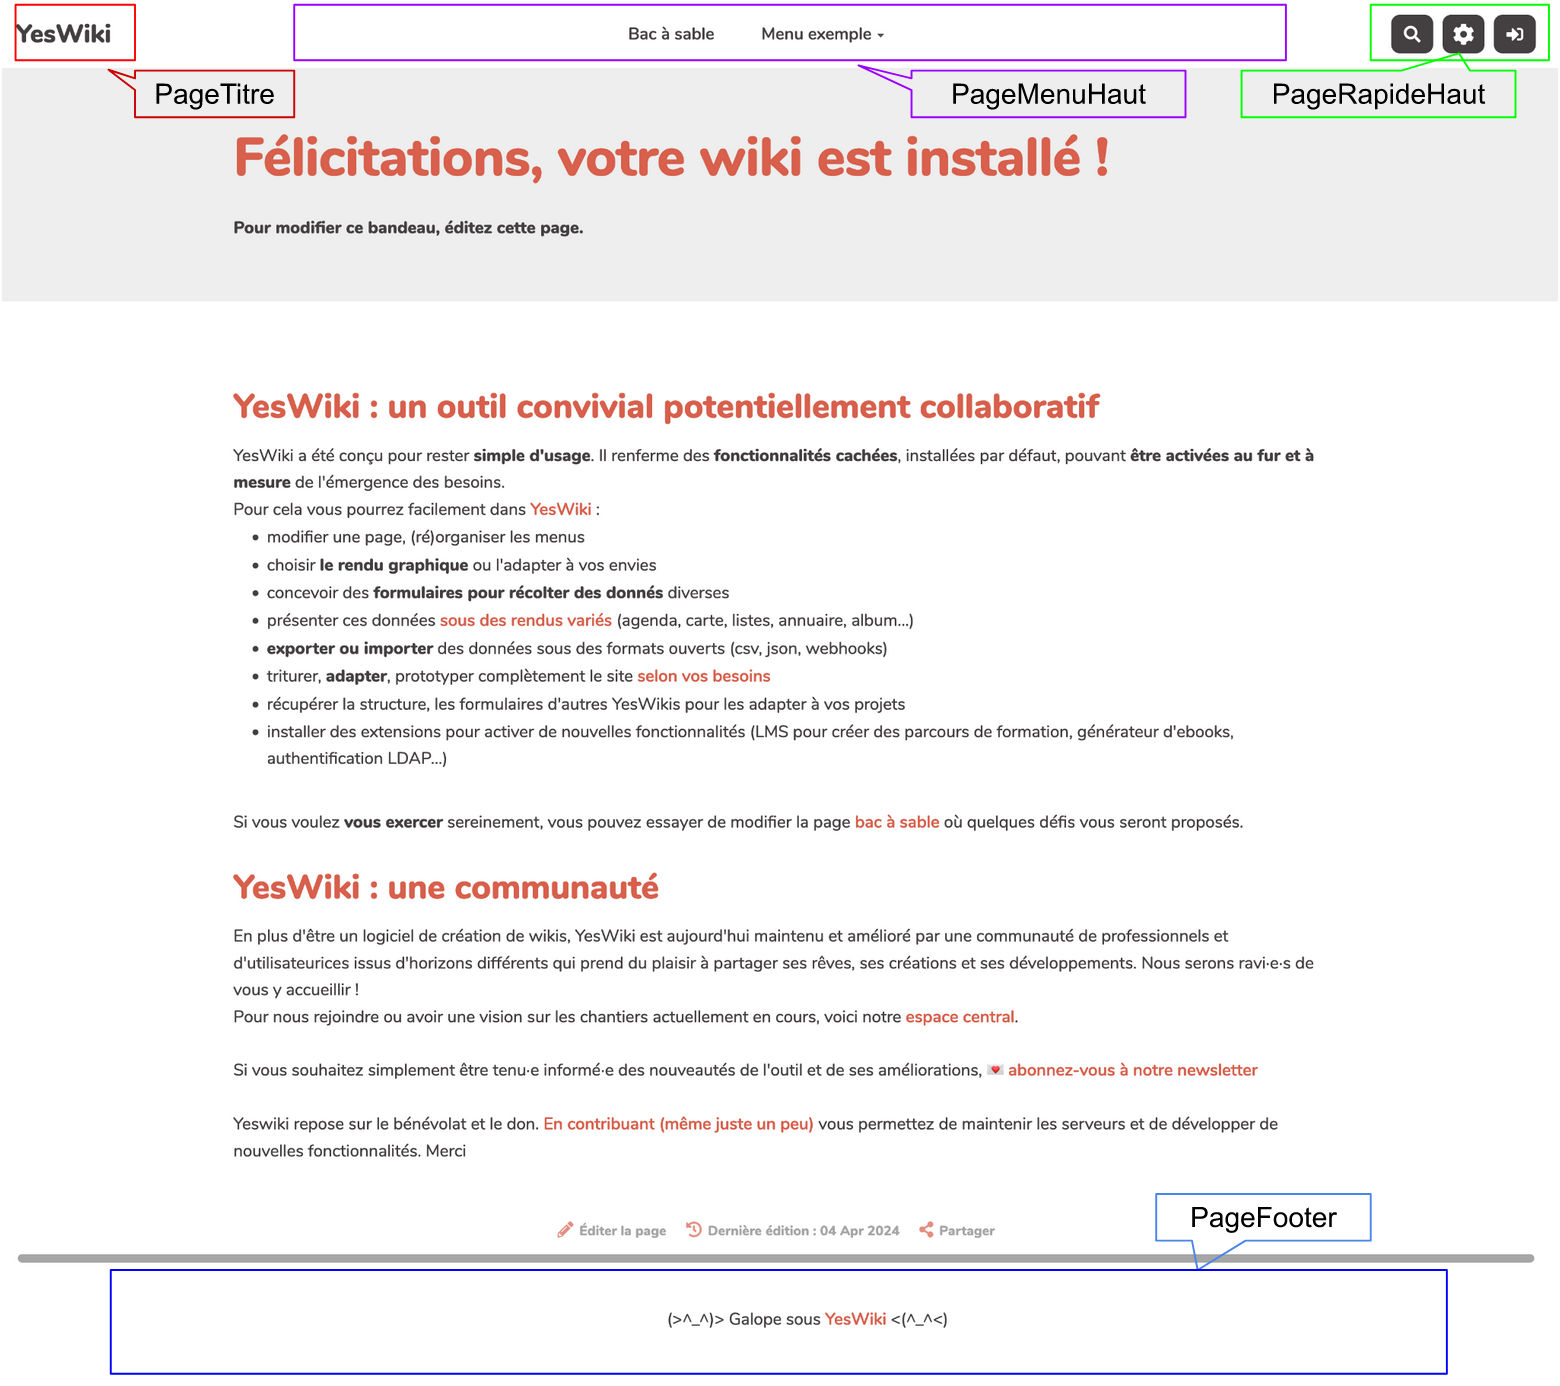 YesWiki
Bac à sable
Menu exemple
PageTitre
PageMenuHaut
PageRapideHaut
Félicitations, votre wiki est installé !
Pour modifier ce bandeau, éditez cette page.
YesWiki : un outil convivial potentiellement collaboratif
YesWiki a été conçu pour rester simple d'usage. Il renferme des fonctionnalités cachées, installées par défaut, pouvant être activées au fur et à
mesure de l'émergence des besoins.
Pour cela vous pourrez facilement dans YesWiki :
• modifier une page, (ré)organiser les menus
• choisir le rendu graphique ou l'adapter à vos envies
• concevoir des formulaires pour récolter des donnés diverses
• présenter ces données sous des rendus variés (agenda, carte, listes, annuaire, album...)
• exporter ou importer des données sous des formats ouverts (csv, json, webhooks)
• triturer, adapter, prototyper complètement le site selon vos besoins
• récupérer la structure, les formulaires d'autres YesWikis pour les adapter à vos projets
• installer des extensions pour activer de nouvelles fonctionnalités (LMS pour créer des parcours de formation, générateur d'ebooks,
authentification LDAP...)
Si vous voulez vous exercer sereinement, vous pouvez essayer de modifier la page bac à sable où quelques défis vous seront proposés.
YesWiki : une communauté
En plus d'être un logiciel de création de wikis, YesWiki est aujourd'hui maintenu et amélioré par une communauté de professionnels et
d'utilisateurices issus d'horizons différents qui prend du plaisir à partager ses rêves, ses créations et ses développements. Nous serons ravi·e·s de
vous y accueillir !
Pour nous rejoindre ou avoir une vision sur les chantiers actuellement en cours, voici notre espace central.
Si vous souhaitez simplement être tenu·e informé·e des nouveautés de l'outil et de ses améliorations, 💌 abonnez-vous à notre newsletter
Yeswiki repose sur le bénévolat et le don. En contribuant (même juste un peu) vous permettez de maintenir les serveurs et de développer de
nouvelles fonctionnalités. Merci
PageFooter
Éditer la page
Dernière édition : 04 Apr 2024
Partager
(>^_^)> Galope sous YesWiki <(^_^<)